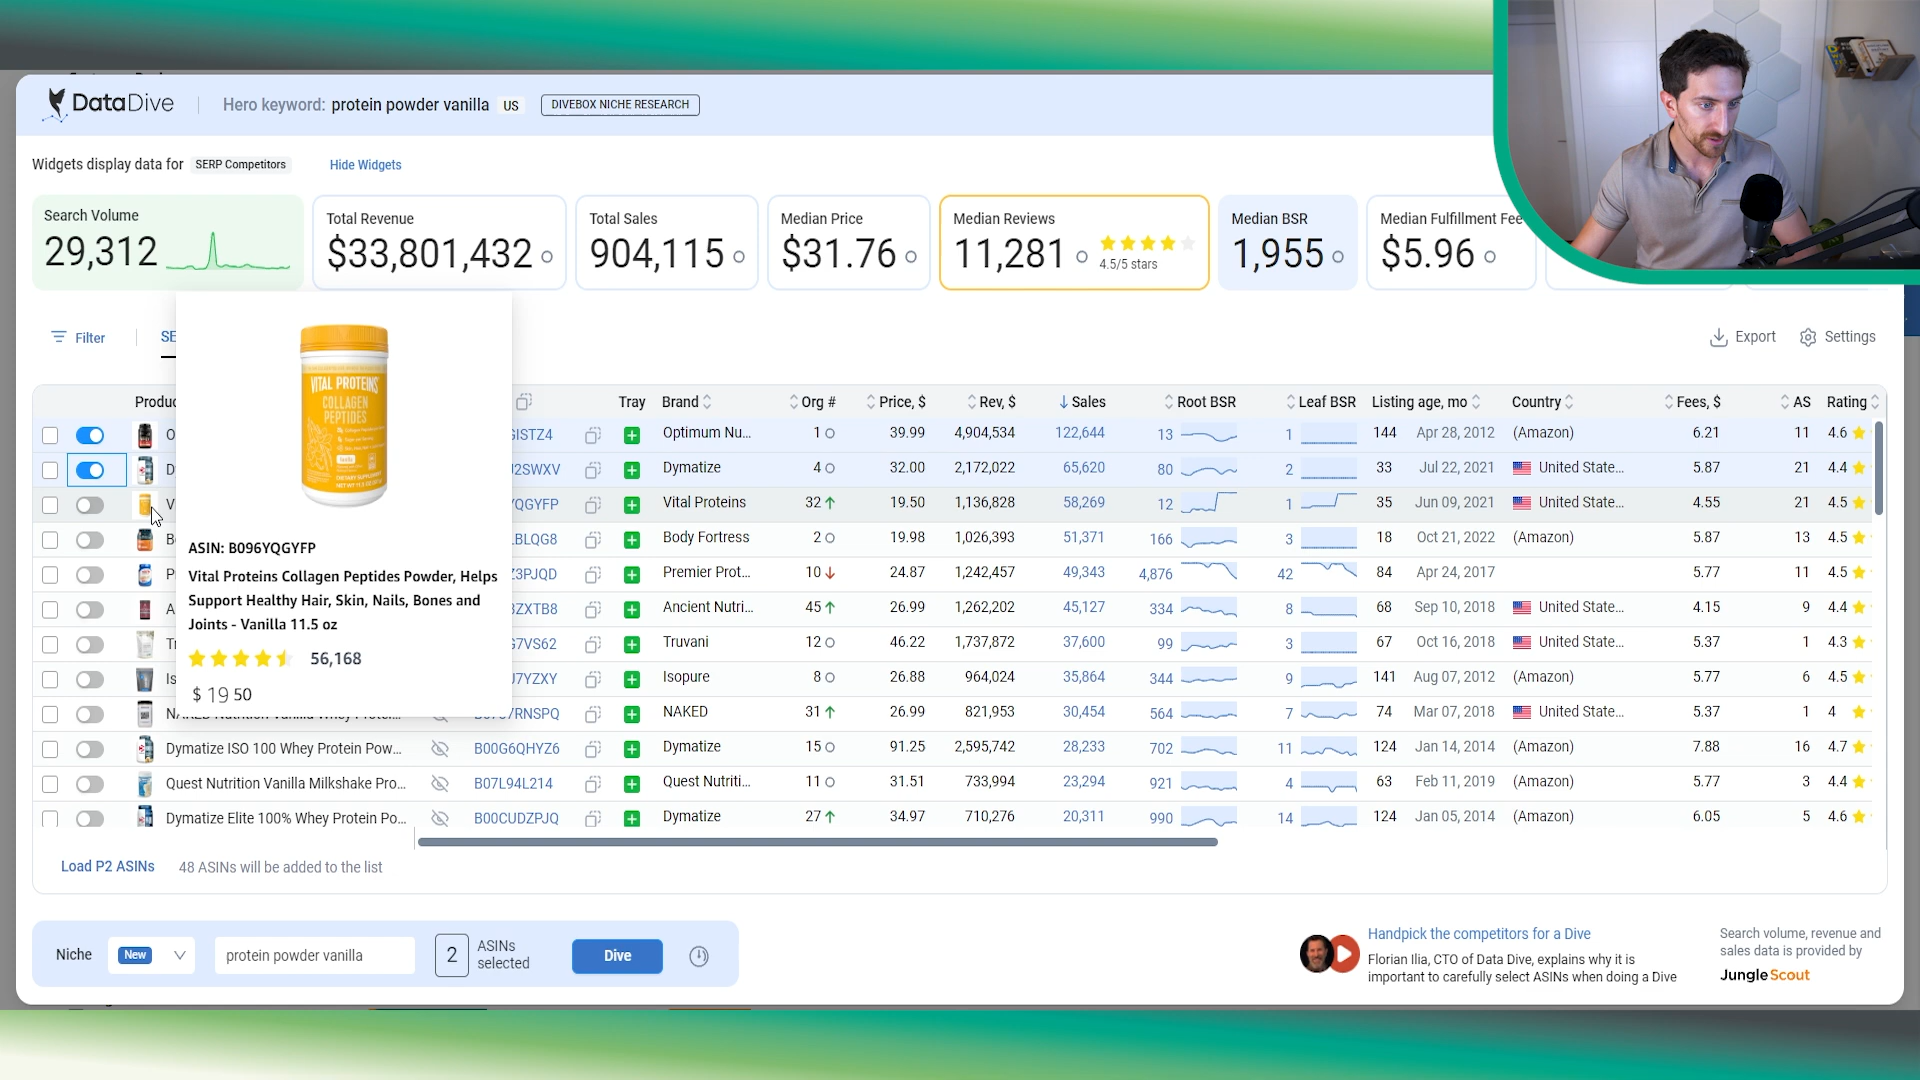 DataDive
Hero keyword: protein powder vanilla US DIVEBOX NICHE RESEARCH
Widgets display data for SERP Competitors Hide Widgets
Search Volume
29,312
Total Revenue
$33,801,432
Total Sales
904,115
Median Price
$31.76
Median Reviews
11,281
4.5/5 stars
Median BSR
1,955
Median Fulfillment Fee
$5.96
Filter SE Export Settings
Produc Tray Brand Org # Price, $ Rev, $ Sales Root BSR Leaf BSR Listing age, mo Country Fees, $ AS Rating
O GISTZ4 Optimum Nu... 1 39.99 4,904,534 122,644 13 1 144 Apr 28, 2012 (Amazon) 6.21 11 4.6
D J2SWXV Dymatize 4 32.00 2,172,022 65,620 80 2 33 Jul 22, 2021 United State... 5.87 21 4.4
V YQGYFP Vital Proteins 32 ↑ 19.50 1,136,828 58,269 12 1 35 Jun 09, 2021 United State... 4.55 21 4.5
B LBLQG8 Body Fortress 2 19.98 1,026,393 51,371 166 3 18 Oct 21, 2022 (Amazon) 5.87 13 4.5
P Z3PJQD Premier Prot... 10 ↓ 24.87 1,242,457 49,343 4,876 42 84 Apr 24, 2017 5.77 11 4.5
A 3ZXTB8 Ancient Nutri... 45 ↑ 26.99 1,262,202 45,127 334 8 68 Sep 10, 2018 United State... 4.15 9 4.4
Tr G7VS62 Truvani 12 46.22 1,737,872 37,600 99 3 67 Oct 16, 2018 United State... 5.37 1 4.3
Is J7YZXY Isopure 8 26.88 964,024 35,864 344 9 141 Aug 07, 2012 (Amazon) 5.77 6 4.5
RNSPQ NAKED 31 ↑ 26.99 821,953 30,454 564 7 74 Mar 07, 2018 United State... 5.37 1 4
Dymatize ISO 100 Whey Protein Pow... B00G6QHYZ6 Dymatize 15 91.25 2,595,742 28,233 702 11 124 Jan 14, 2014 (Amazon) 7.88 16 4.7
Quest Nutrition Vanilla Milkshake Pro... B07L94L214 Quest Nutriti... 11 31.51 733,994 23,294 921 4 63 Feb 11, 2019 (Amazon) 5.77 3 4.4
Dymatize Elite 100% Whey Protein Po... B00CUDZPJQ Dymatize 27 ↑ 34.97 710,276 20,311 990 14 124 Jan 05, 2014 (Amazon) 6.05 5 4.6
VITAL PROTEINS
COLLAGEN
PEPTIDES
ASIN: B096YQGYFP
Vital Proteins Collagen Peptides Powder, Helps
Support Healthy Hair, Skin, Nails, Bones and
Joints - Vanilla 11.5 oz
56,168
$ 19 50
Load P2 ASINs 48 ASINs will be added to the list
Niche New protein powder vanilla 2 ASINs selected Dive
Handpick the competitors for a Dive
Florian Ilia, CTO of Data Dive, explains why it is
important to carefully select ASINs when doing a Dive
Search volume, revenue and
sales data is provided by
Jungle Scout